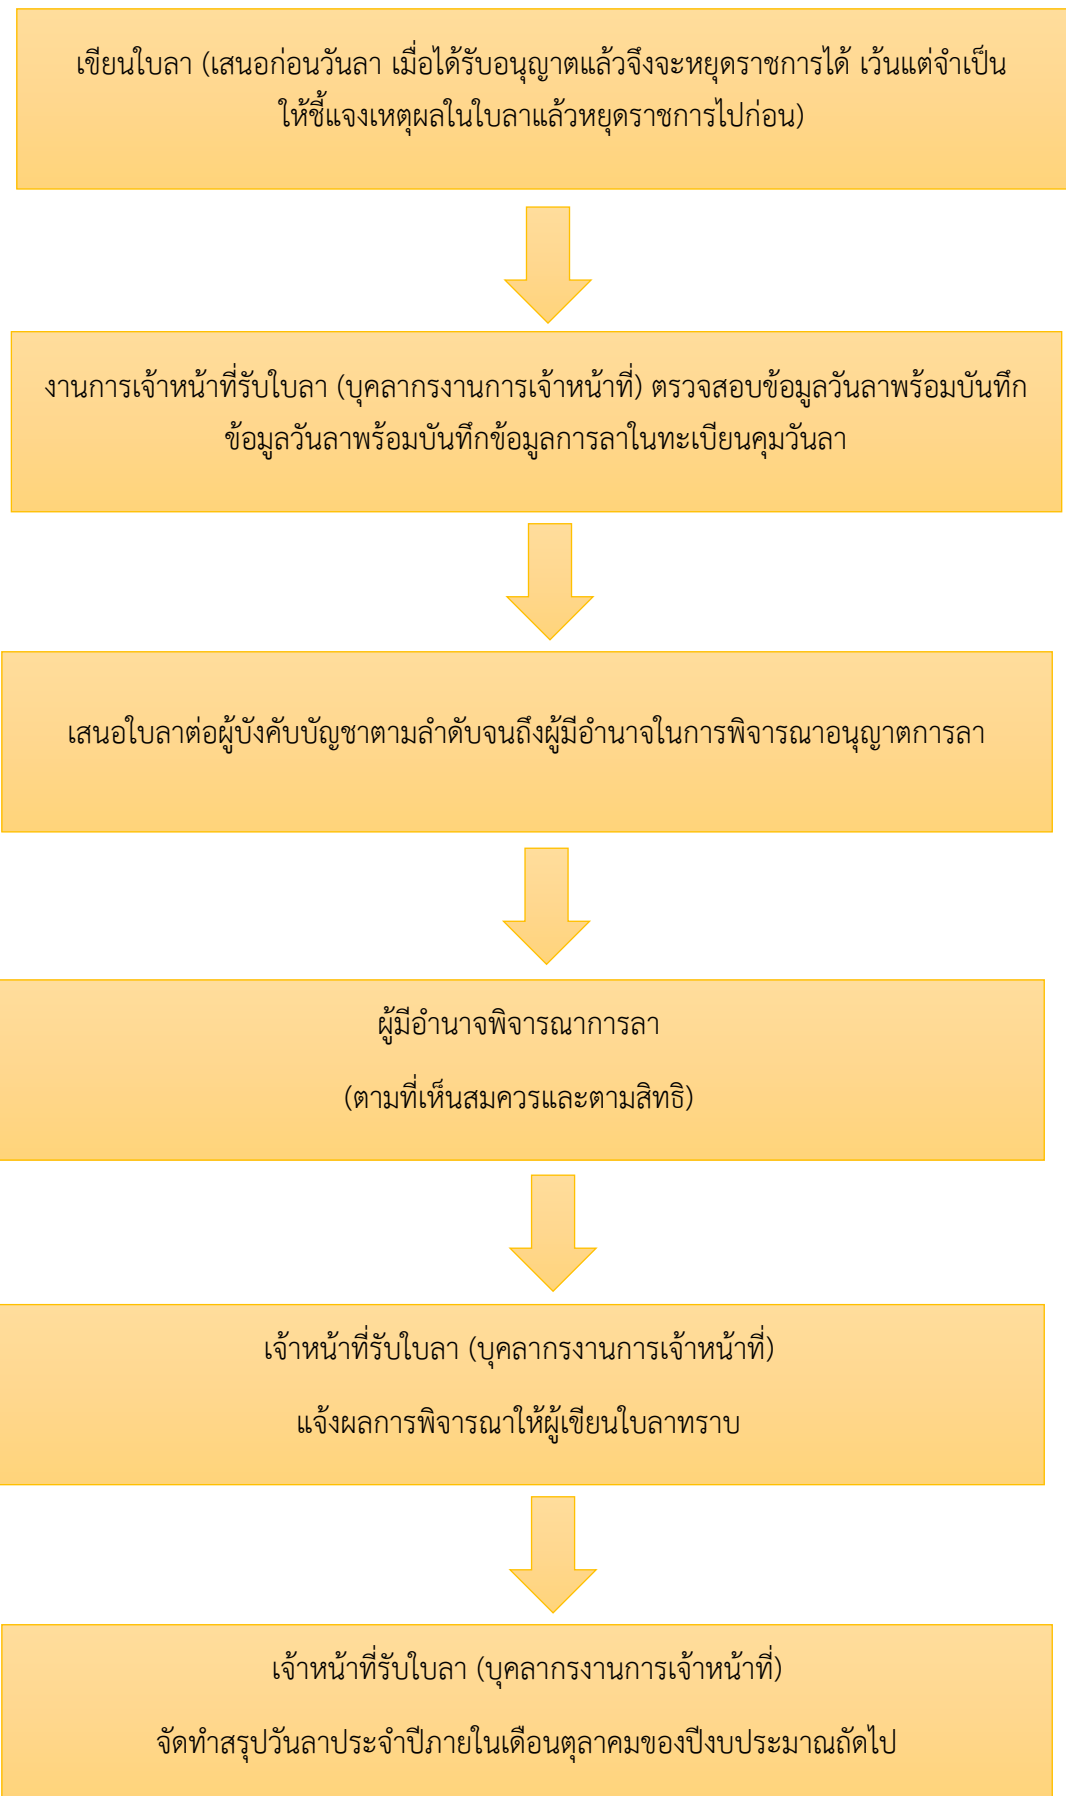 เขียนใบลา (เสนอก่อนวันลา เมื่อได้รับอนุญาตแล้วจึงจะหยุดราชการได้ เว้นแต่จำเป็น
ให้ชี้แจงเหตุผลในใบลาแล้วหยุดราชการไปก่อน)
งานการเจ้าหน้าที่รับใบลา (บุคลากรงานการเจ้าหน้าที่) ตรวจสอบข้อมูลวันลาพร้อมบันทึก
ข้อมูลวันลาพร้อมบันทึกข้อมูลการลาในทะเบียนคุมวันลา
เสนอใบลาต่อผู้บังคับบัญชาตามลำดับจนถึงผู้มีอำนาจในการพิจารณาอนุญาตการลา
ผู้มีอำนาจพิจารณาการลา
(ตามที่เห็นสมควรและตามสิทธิ)
เจ้าหน้าที่รับใบลา (บุคลากรงานการเจ้าหน้าที่)
แจ้งผลการพิจารณาให้ผู้เขียนใบลาทราบ
เจ้าหน้าที่รับใบลา (บุคลากรงานการเจ้าหน้าที่)
จัดทำสรุปวันลาประจำปีภายในเดือนตุลาคมของปีงบประมาณถัดไป